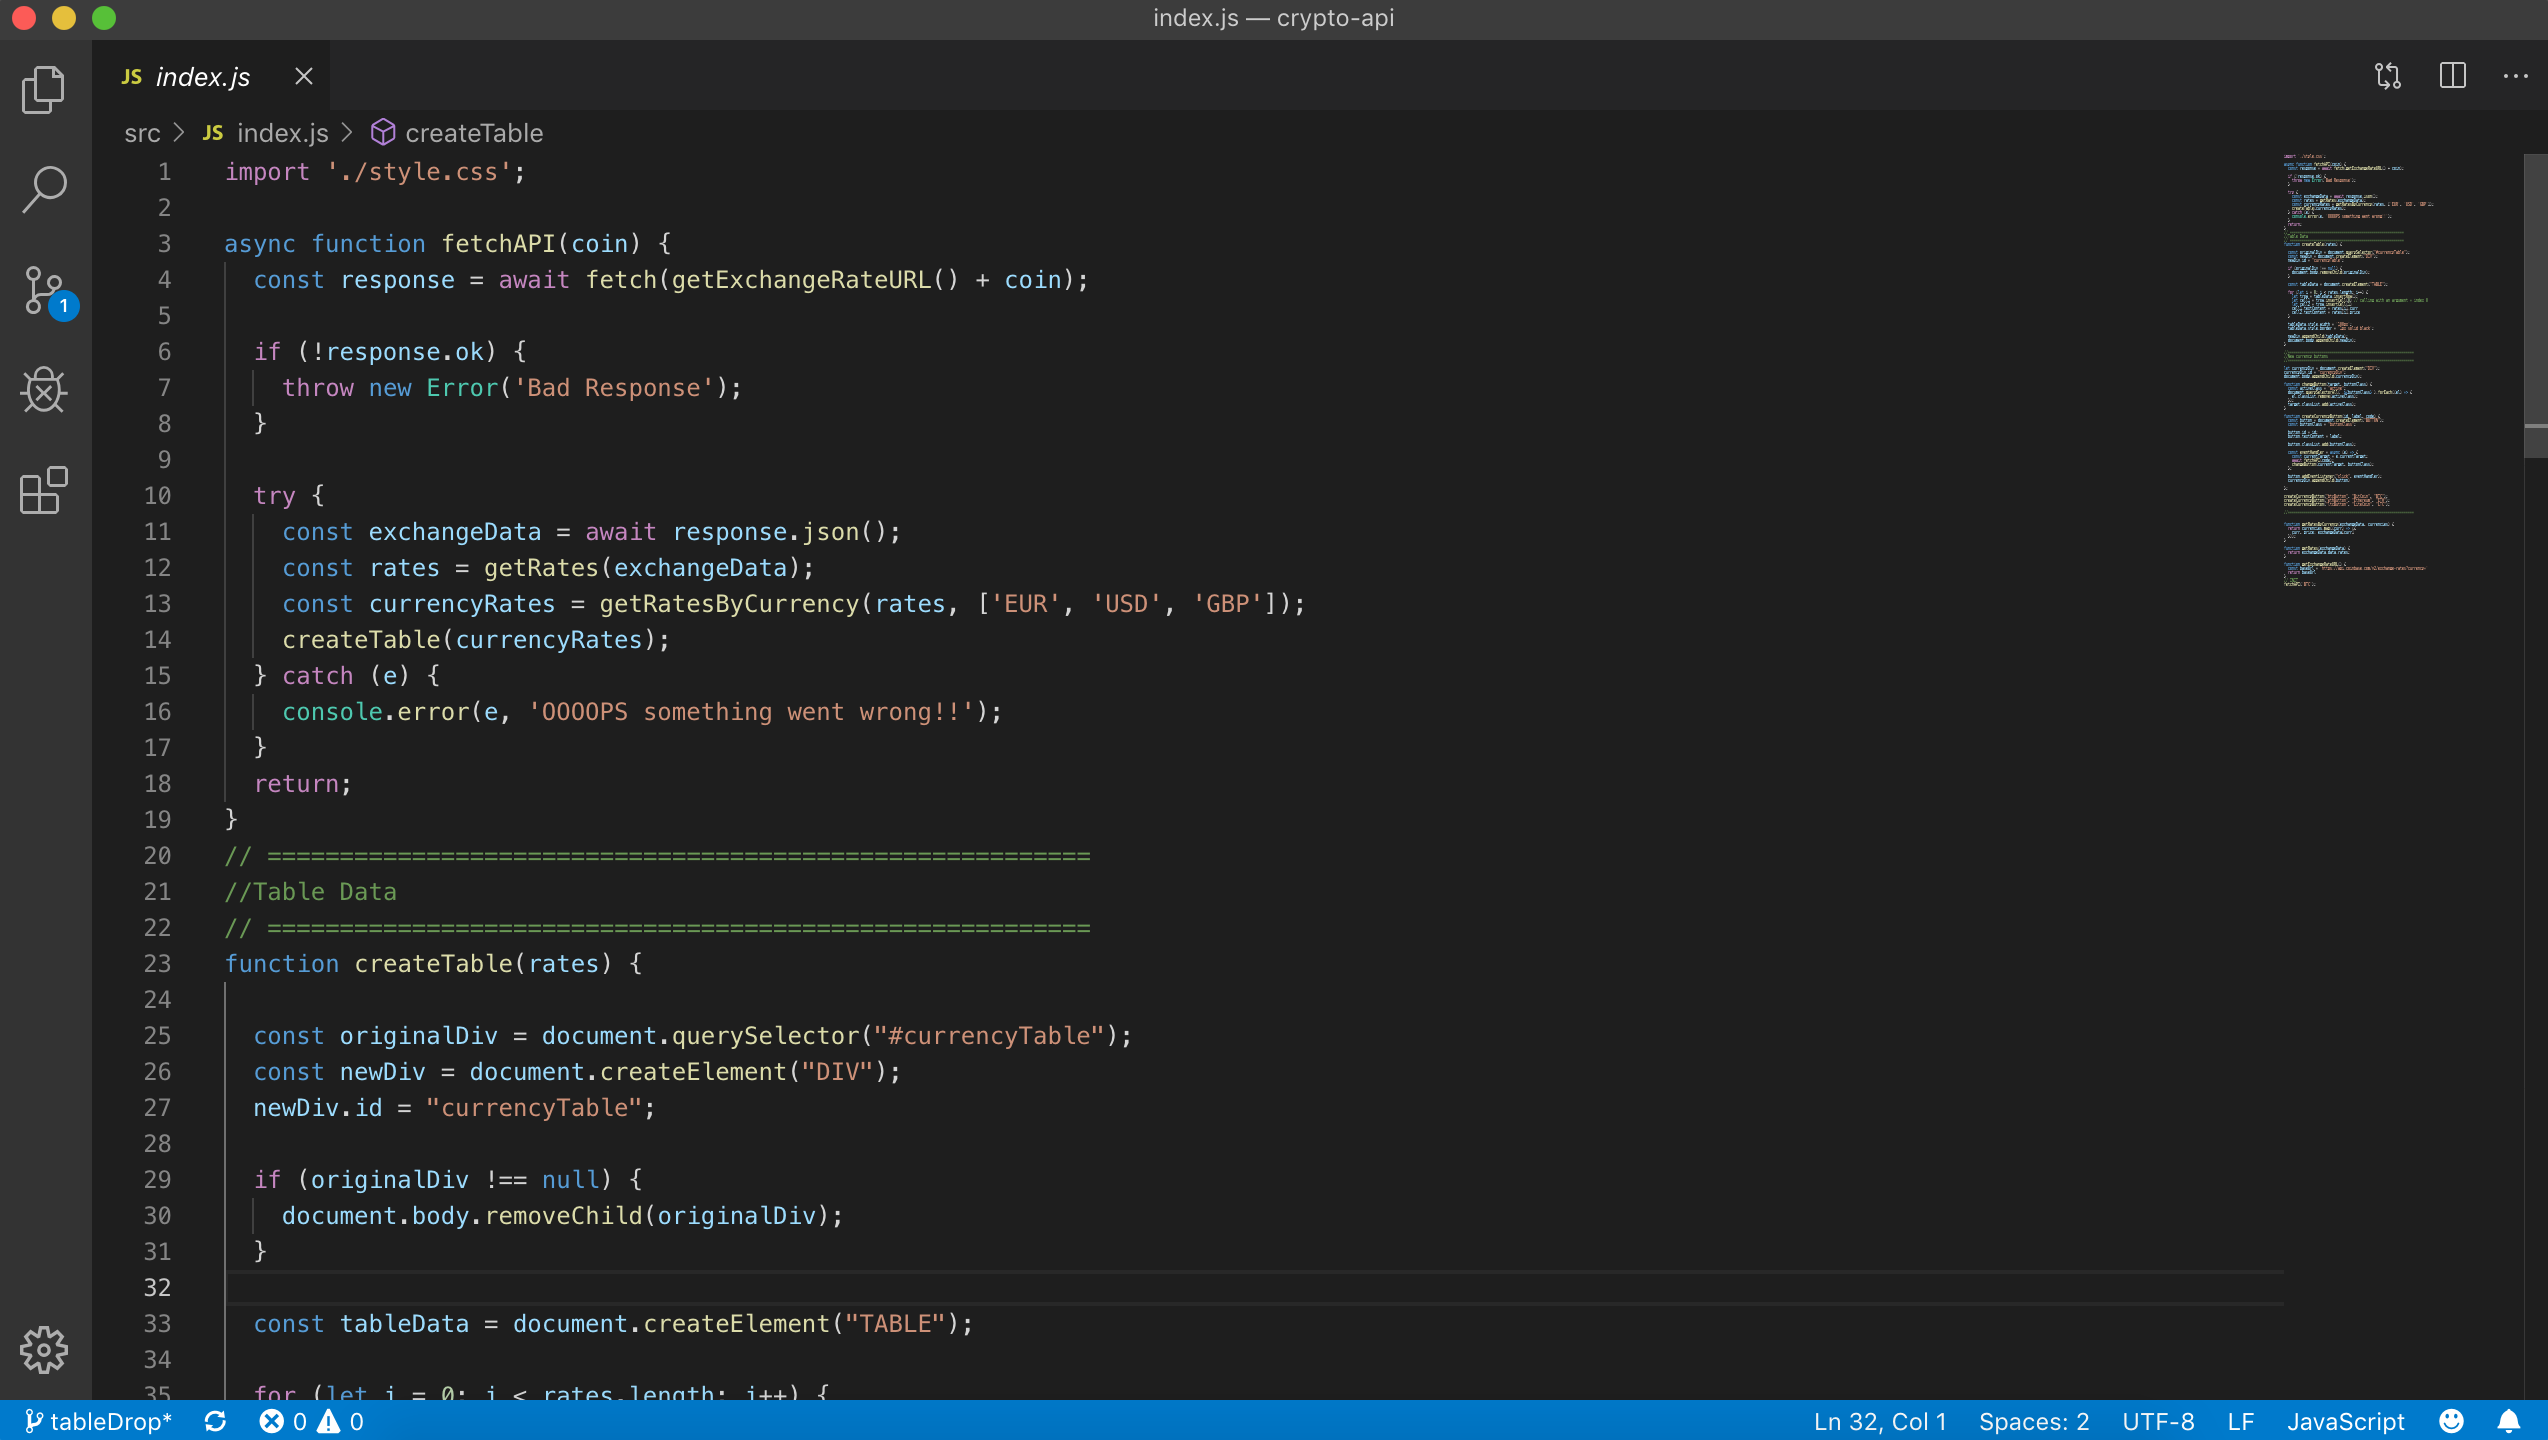 index.js — crypto-api
JS index.js
src > JS index.js > createTable
1 import './style.css';
2
3 async function fetchAPI(coin) {
4   const response = await fetch(getExchangeRateURL() + coin);
5
6   if (!response.ok) {
7     throw new Error('Bad Response');
8   }
9
10   try {
11     const exchangeData = await response.json();
12     const rates = getRates(exchangeData);
13     const currencyRates = getRatesByCurrency(rates, ['EUR', 'USD', 'GBP']);
14     createTable(currencyRates);
15   } catch (e) {
16     console.error(e, 'OOOOPS something went wrong!!');
17   }
18   return;
19 }
20 // =========================================================
21 //Table Data
22 // =========================================================
23 function createTable(rates) {
24
25   const originalDiv = document.querySelector("#currencyTable");
26   const newDiv = document.createElement("DIV");
27   newDiv.id = "currencyTable";
28
29   if (originalDiv !== null) {
30     document.body.removeChild(originalDiv);
31   }
32
33   const tableData = document.createElement("TABLE");
34
35   for (let i = 0; i < rates.length; i++) {
1
tableDrop* 0 0 Ln 32, Col 1 Spaces: 2 UTF-8 LF JavaScript